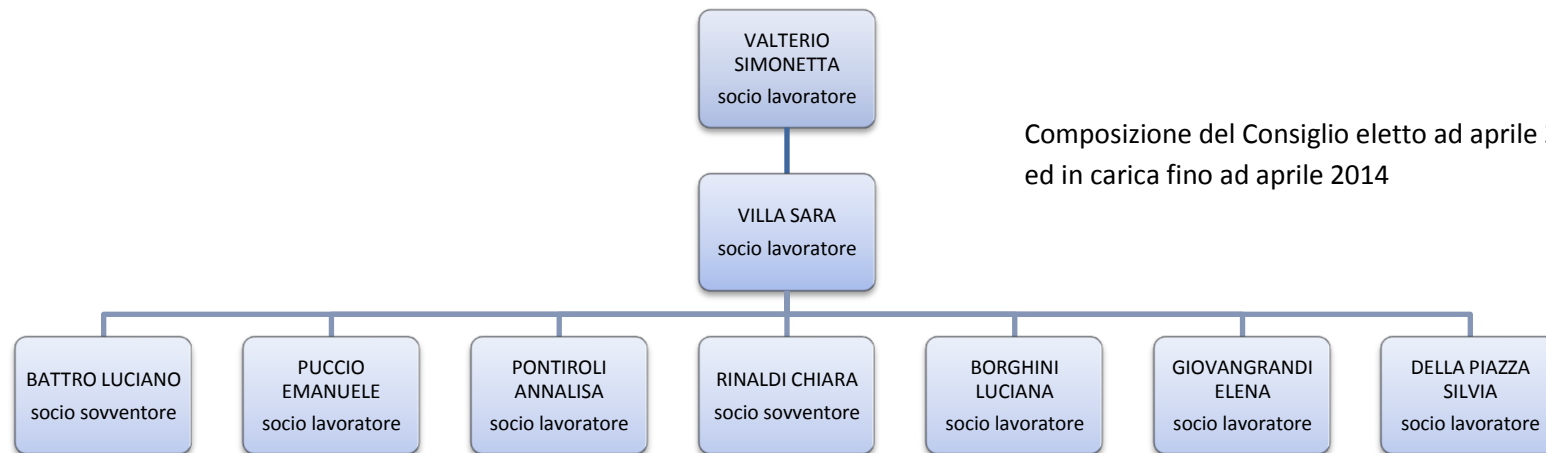 VALTERIO
SIMONETTA
socio lavoratore
Composizione del Consiglio eletto ad aprile
ed in carica fino ad aprile 2014
VILLA SARA
socio lavoratore
BATTRO LUCIANO
socio sovventore
PUCCIO
EMANUELE
socio lavoratore
PONTIROLI
ANNALISA
socio lavoratore
RINALDI CHIARA
socio sovventore
BORGHINI
LUCIANA
socio lavoratore
GIOVANGRANDI
ELENA
socio lavoratore
DELLA PIAZZA
SILVIA
socio lavoratore